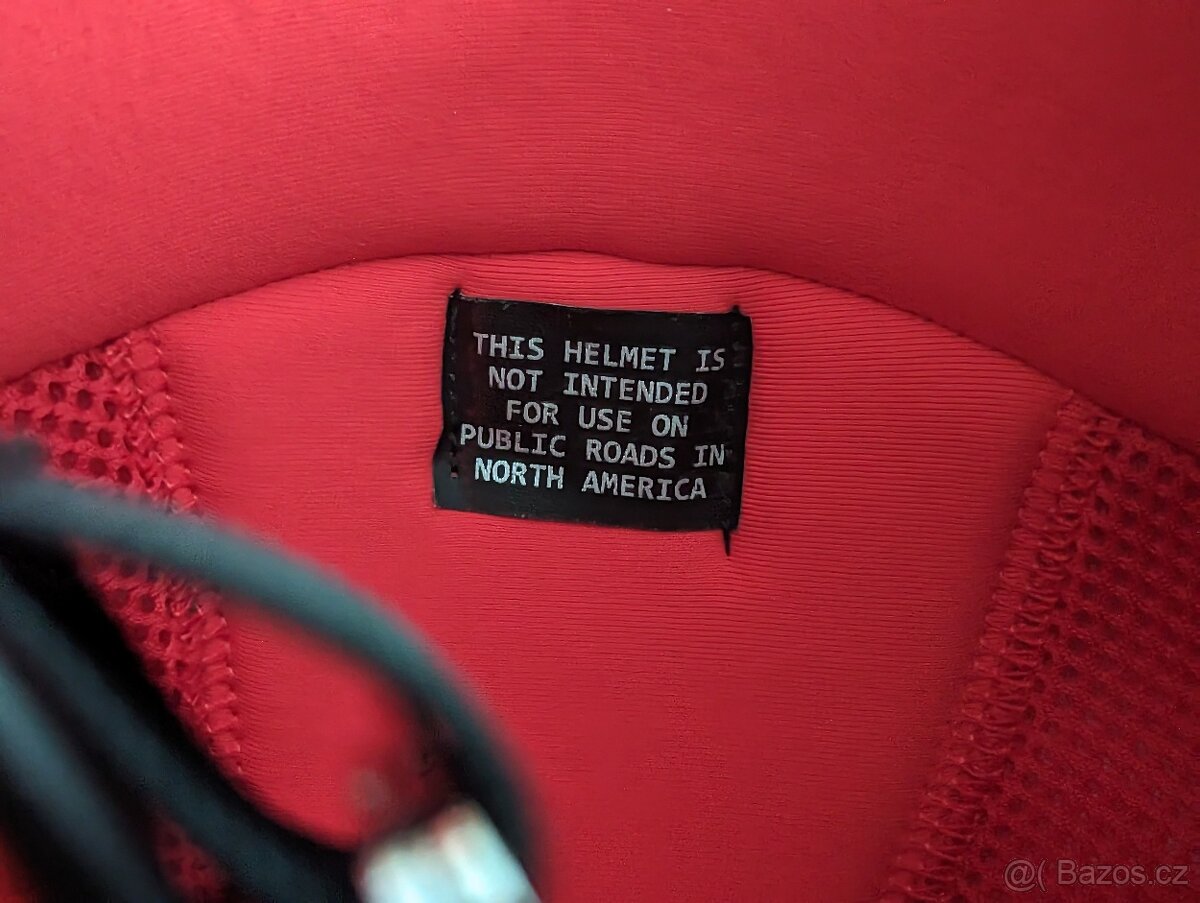 THIS HELMET IS
NOT INTENDED
FOR USE ON
PUBLIC ROADS IN
NORTH AMERICA
@( Bazos.cz